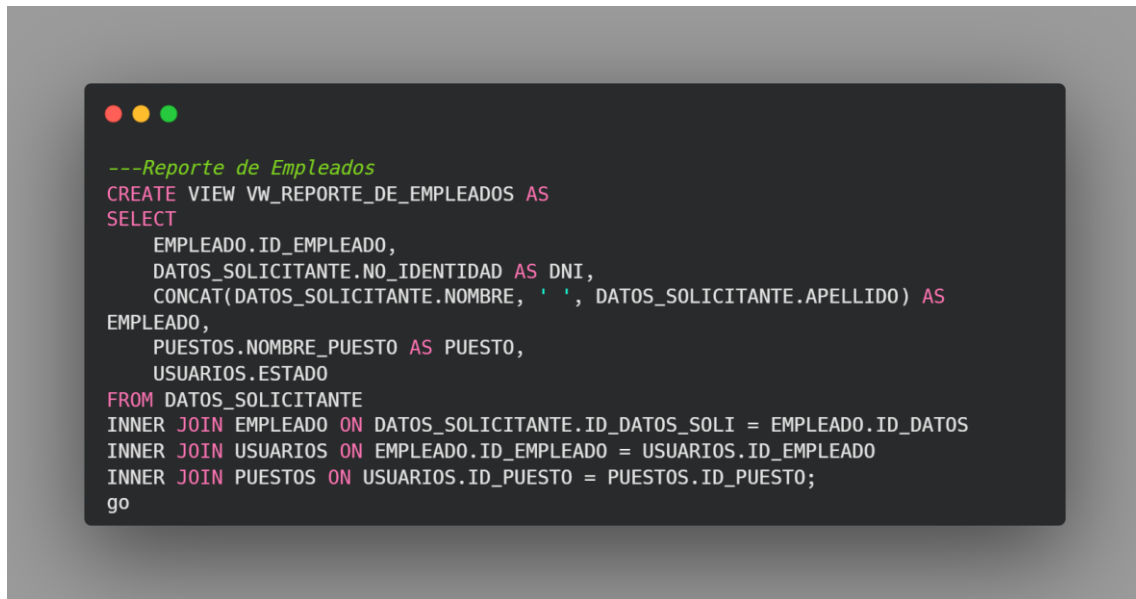 ---Reporte de Empleados
CREATE VIEW VW_REPORTE_DE_EMPLEADOS AS
SELECT
    EMPLEADO.ID_EMPLEADO,
    DATOS_SOLICITANTE.NO_IDENTIDAD AS DNI,
    CONCAT(DATOS_SOLICITANTE.NOMBRE, ' ', DATOS_SOLICITANTE.APELLIDO) AS
EMPLEADO,
    PUESTOS.NOMBRE_PUESTO AS PUESTO,
    USUARIOS.ESTADO
FROM DATOS_SOLICITANTE
INNER JOIN EMPLEADO ON DATOS_SOLICITANTE.ID_DATOS_SOLI = EMPLEADO.ID_DATOS
INNER JOIN USUARIOS ON EMPLEADO.ID_EMPLEADO = USUARIOS.ID_EMPLEADO
INNER JOIN PUESTOS ON USUARIOS.ID_PUESTO = PUESTOS.ID_PUESTO;
go